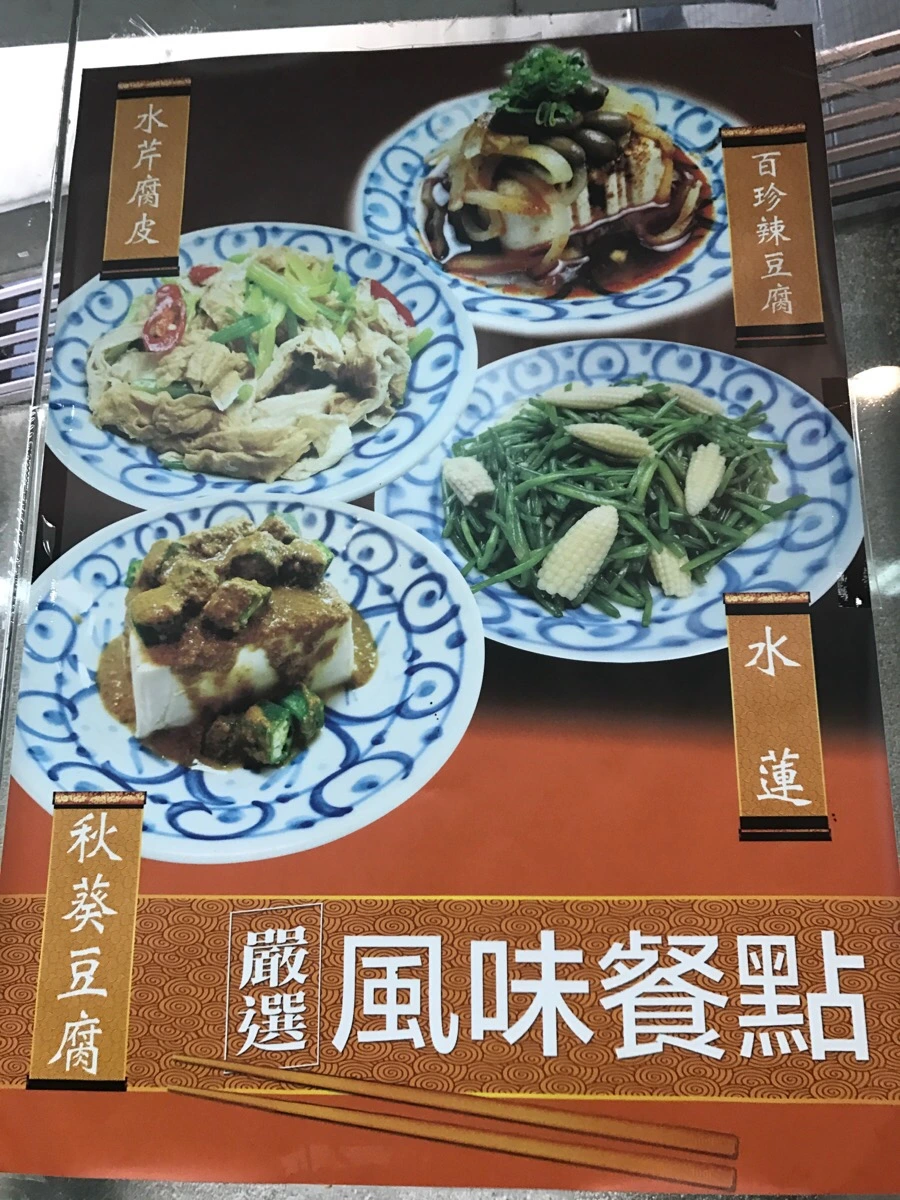 水芹腐皮
百珍辣豆腐
水蓮
秋葵豆腐
嚴選
風味餐點